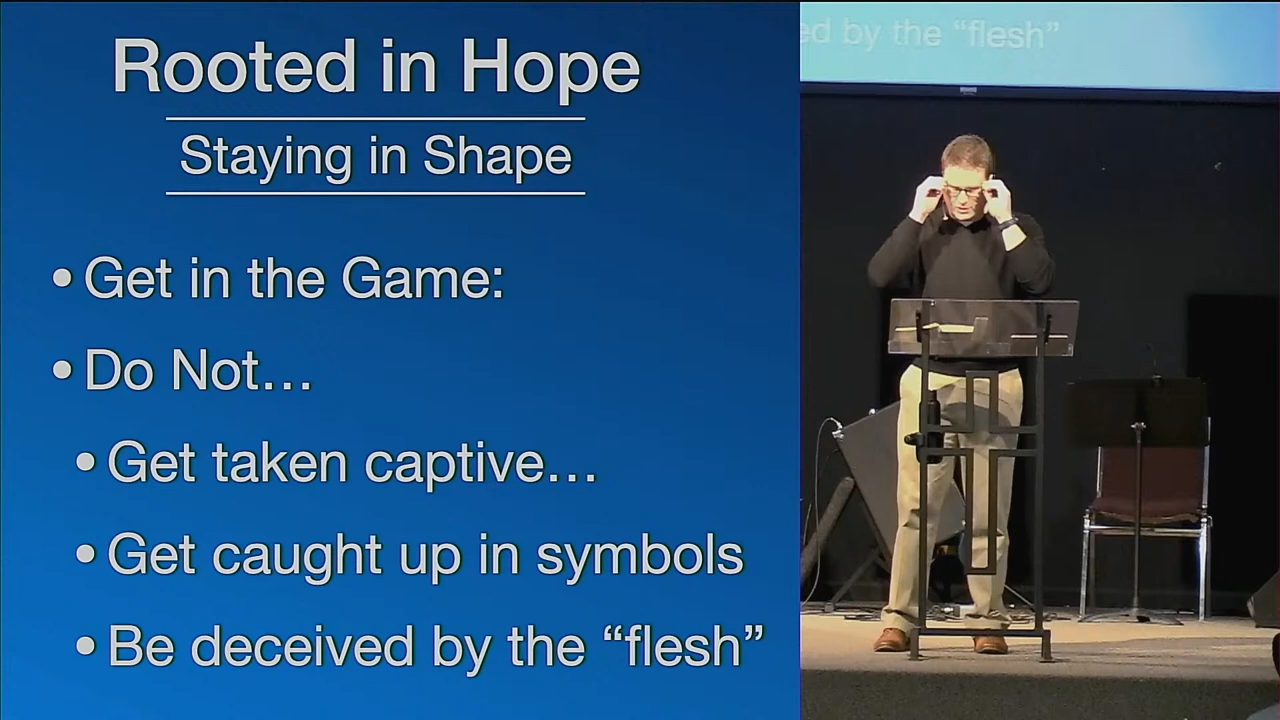 Rooted in Hope
Staying in Shape
• Get in the Game:
• Do Not…
• Get taken captive…
• Get caught up in symbols
• Be deceived by the “flesh”
ed by the “flesh”